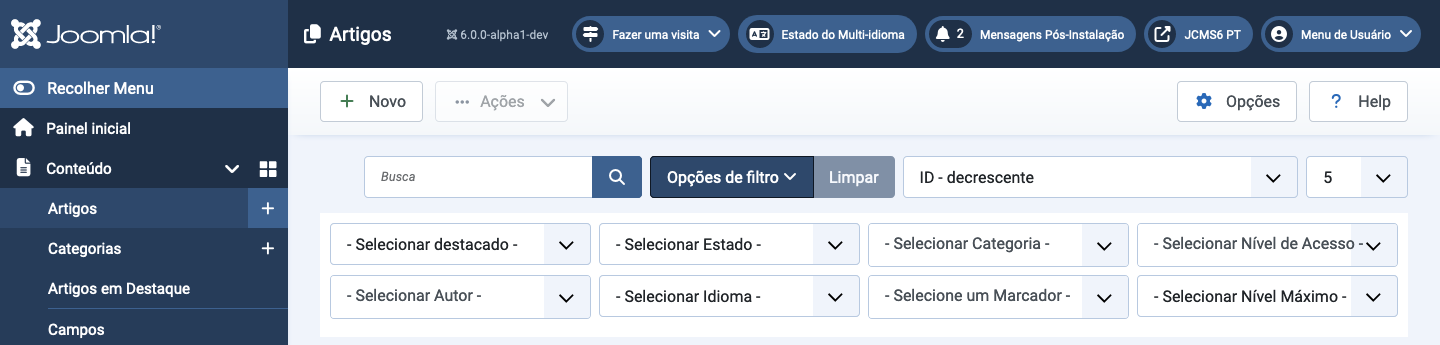 Joomla!® Artigos 6.0.0-alpha1-dev Fazer uma visita Estado do Multi-idioma 2 Mensagens Pós-Instalação JCMS6 PT Menu de Usuário
Recolher Menu
Novo Ações Opções ? Help
Painel inicial
Conteúdo
Busca Opções de filtro Limpar ID - decrescente 5
Artigos
Categorias
- Selecionar destacado - - Selecionar Estado - - Selecionar Categoria - - Selecionar Nível de Acesso -
Artigos em Destaque
- Selecionar Autor - - Selecionar Idioma - - Selecione um Marcador - - Selecionar Nível Máximo -
Campos